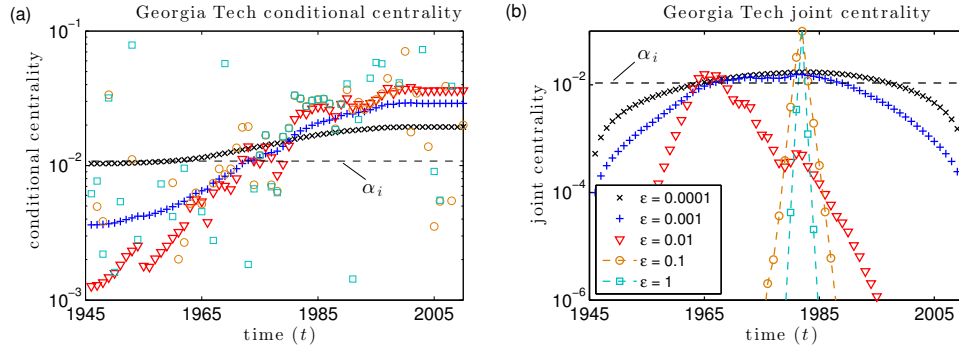 (a)
Georgia Tech conditional centrality
conditional centrality
10⁻¹
10⁻²
10⁻³
αᵢ
1945 1965 1985 2005
time (t)
(b)
Georgia Tech joint centrality
joint centrality
10⁻²
10⁻⁴
10⁻⁶
αᵢ
ε = 0.0001
ε = 0.001
ε = 0.01
ε = 0.1
ε = 1
1945 1965 1985 2005
time (t)